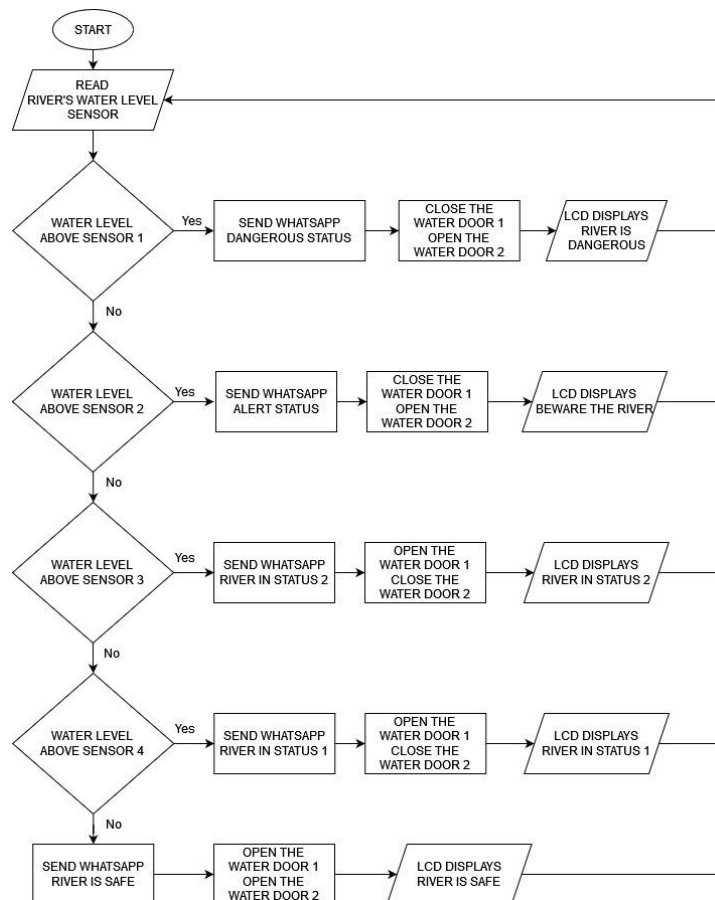 START
READ
RIVER'S WATER LEVEL
SENSOR
WATER LEVEL
ABOVE SENSOR 1
Yes
SEND WHATSAPP
DANGEROUS STATUS
CLOSE THE
WATER DOOR 1
OPEN THE
WATER DOOR 2
LCD DISPLAYS
RIVER IS
DANGEROUS
No
WATER LEVEL
ABOVE SENSOR 2
Yes
SEND WHATSAPP
ALERT STATUS
CLOSE THE
WATER DOOR 1
OPEN THE
WATER DOOR 2
LCD DISPLAYS
BEWARE THE RIVER
No
WATER LEVEL
ABOVE SENSOR 3
Yes
SEND WHATSAPP
RIVER IN STATUS 2
OPEN THE
WATER DOOR 1
CLOSE THE
WATER DOOR 2
LCD DISPLAYS
RIVER IN STATUS 2
No
WATER LEVEL
ABOVE SENSOR 4
Yes
SEND WHATSAPP
RIVER IN STATUS 1
OPEN THE
WATER DOOR 1
CLOSE THE
WATER DOOR 2
LCD DISPLAYS
RIVER IN STATUS 1
No
SEND WHATSAPP
RIVER IS SAFE
OPEN THE
WATER DOOR 1
OPEN THE
WATER DOOR 2
LCD DISPLAYS
RIVER IS SAFE